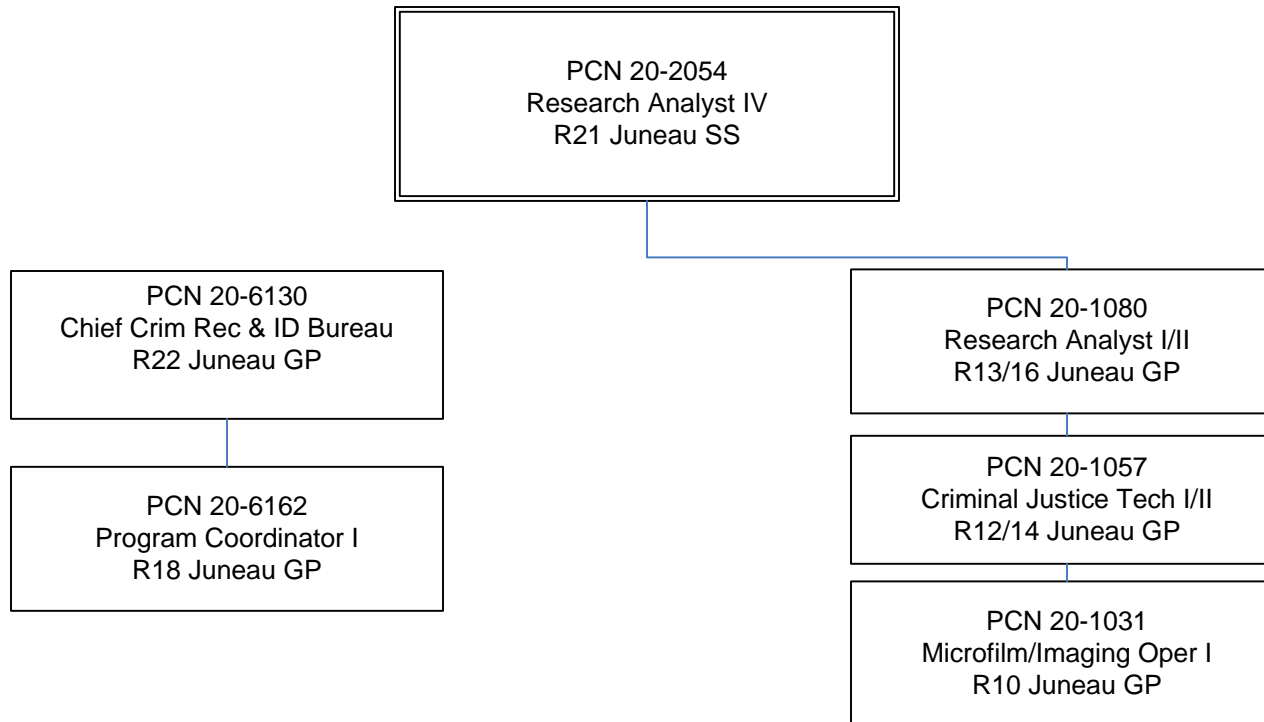 PCN 20-2054
Research Analyst IV
R21 Juneau SS
PCN 20-6130
Chief Crim Rec & ID Bureau
R22 Juneau GP
PCN 20-6162
Program Coordinator I
R18 Juneau GP
PCN 20-1080
Research Analyst I/II
R13/16 Juneau GP
PCN 20-1057
Criminal Justice Tech I/II
R12/14 Juneau GP
PCN 20-1031
Microfilm/Imaging Oper I
R10 Juneau GP